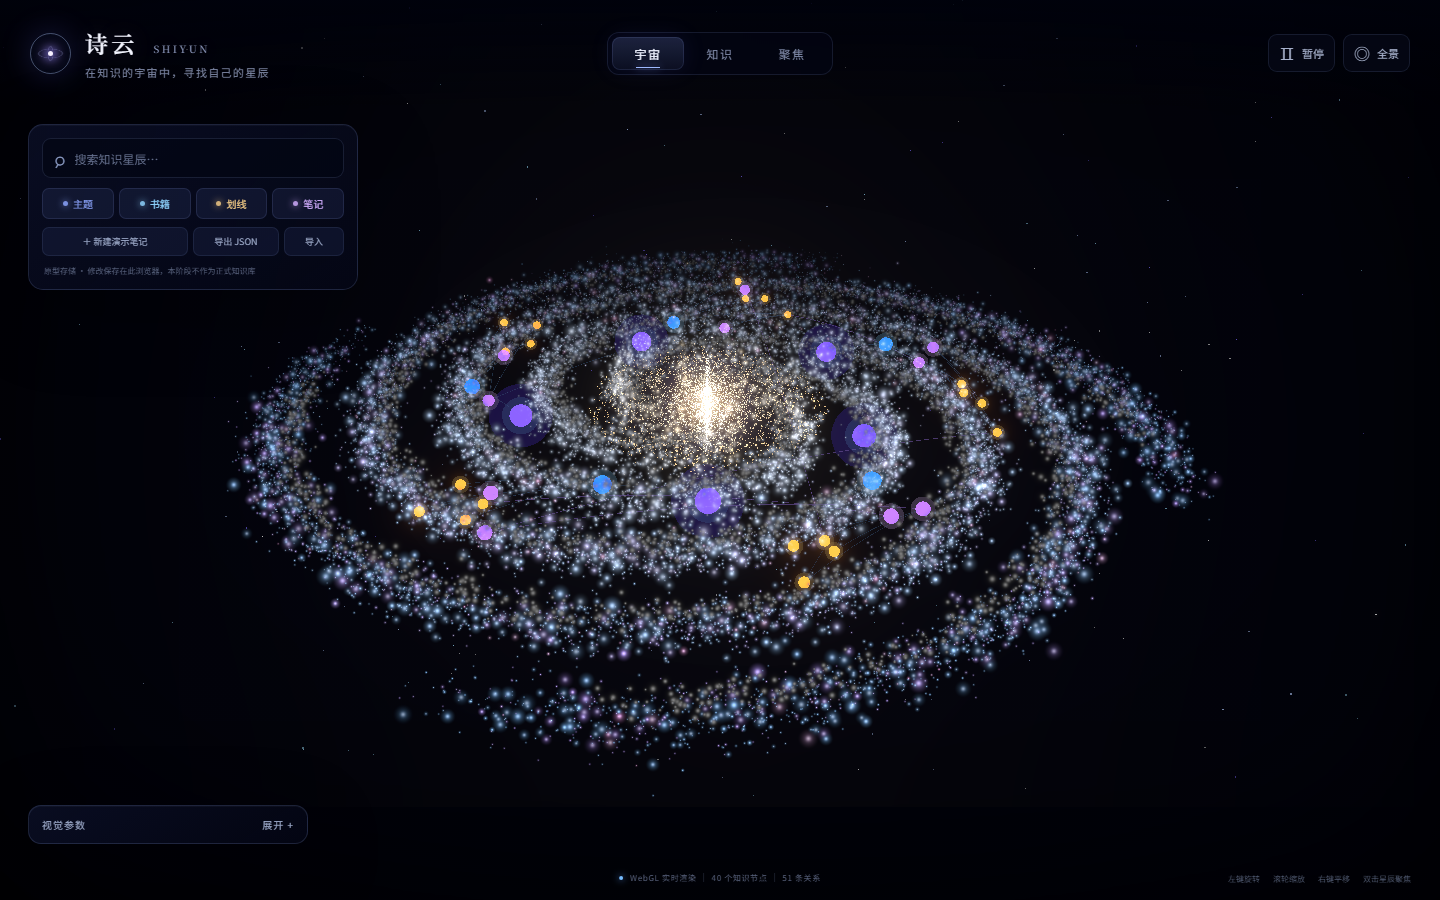 诗云 SHIYUN
在知识的宇宙中，寻找自己的星辰
宇宙 知识 聚焦
暂停 全景
搜索知识星辰…
主题 书籍 划线 笔记
+ 新建演示笔记 导出 JSON 导入
原型存储 · 修改保存在此浏览器，本阶段不作为正式知识库
视觉参数 展开 +
WebGL 实时渲染 40 个知识节点 51 条关系
左键旋转 滚轮缩放 右键平移 双击星辰聚焦